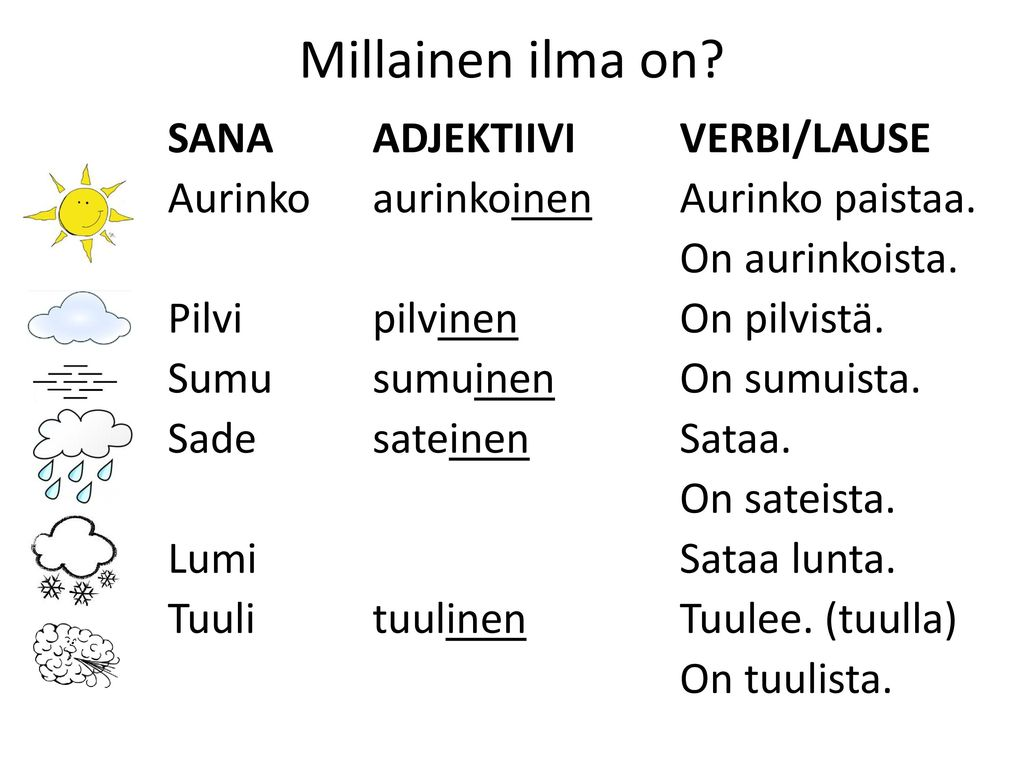 Millainen ilma on?
SANA ADJEKTIIVI VERBI/LAUSE
Aurinko aurinkoinen Aurinko paistaa.
On aurinkoista.
Pilvi pilvinen On pilvistä.
Sumu sumuinen On sumuista.
Sade sateinen Sataa.
On sateista.
Lumi Sataa lunta.
Tuuli tuulinen Tuulee. (tuulla)
On tuulista.